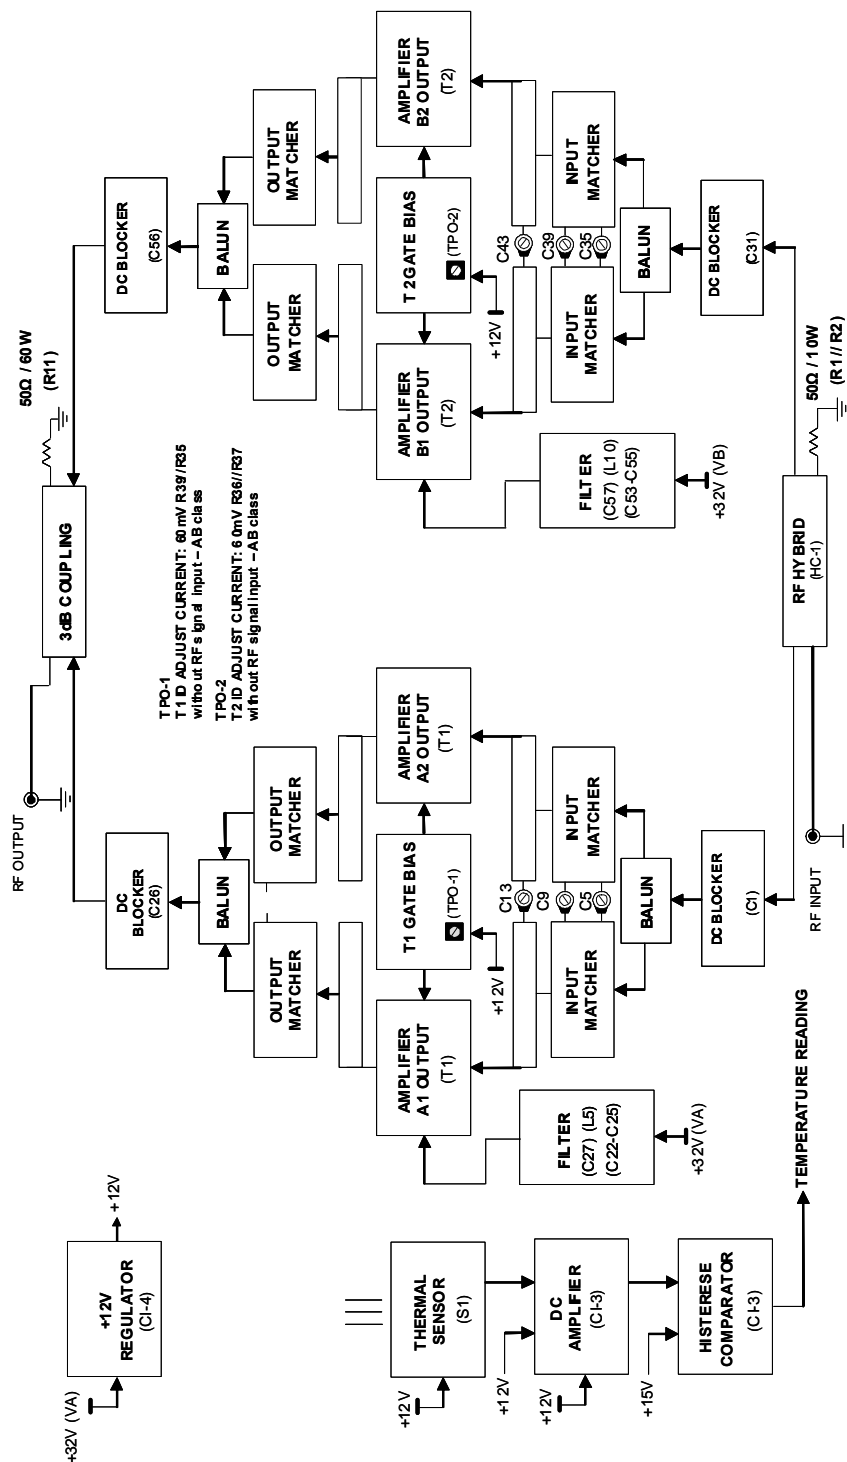 +32V (VA)
+12V
REGULATOR
(CI-4)
+12V
+12V
THERMAL
SENSOR
(S1)
+12V
+12V
DC
AMPLIFIER
(CI-3)
+15V
HISTERESE
COMPARATOR
(CI-3)
TEMPERATURE READING
RF OUTPUT
3dB COUPLING
50Ω / 60W
(R11)
DC
BLOCKER
(C26)
BALUN
OUTPUT
MATCHER
OUTPUT
MATCHER
AMPLIFIER
A1 OUTPUT
(T1)
T1 GATE BIAS
(TPO-1)
AMPLIFIER
A2 OUTPUT
(T1)
+12V
C13
C9
C5
INPUT
MATCHER
INPUT
MATCHER
BALUN
DC BLOCKER
(C1)
FILTER
(C27) (L5)
(C22-C25)
+32V (VA)
TPO-1
T1 ID ADJUST CURRENT: 60mV R39//R35
without RF signal input – AB class
TPO-2
T2 ID ADJUST CURRENT: 60mV R36//R37
without RF signal input – AB class
DC BLOCKER
(C56)
BALUN
OUTPUT
MATCHER
OUTPUT
MATCHER
AMPLIFIER
B1 OUTPUT
(T2)
T2 GATE BIAS
(TPO-2)
AMPLIFIER
B2 OUTPUT
(T2)
+12V
C43
C39
C35
INPUT
MATCHER
INPUT
MATCHER
BALUN
DC BLOCKER
(C31)
FILTER
(C57) (L10)
(C53-C55)
+32V (VB)
RF INPUT
RF HYBRID
(HC-1)
50Ω / 10W
(R1 // R2)